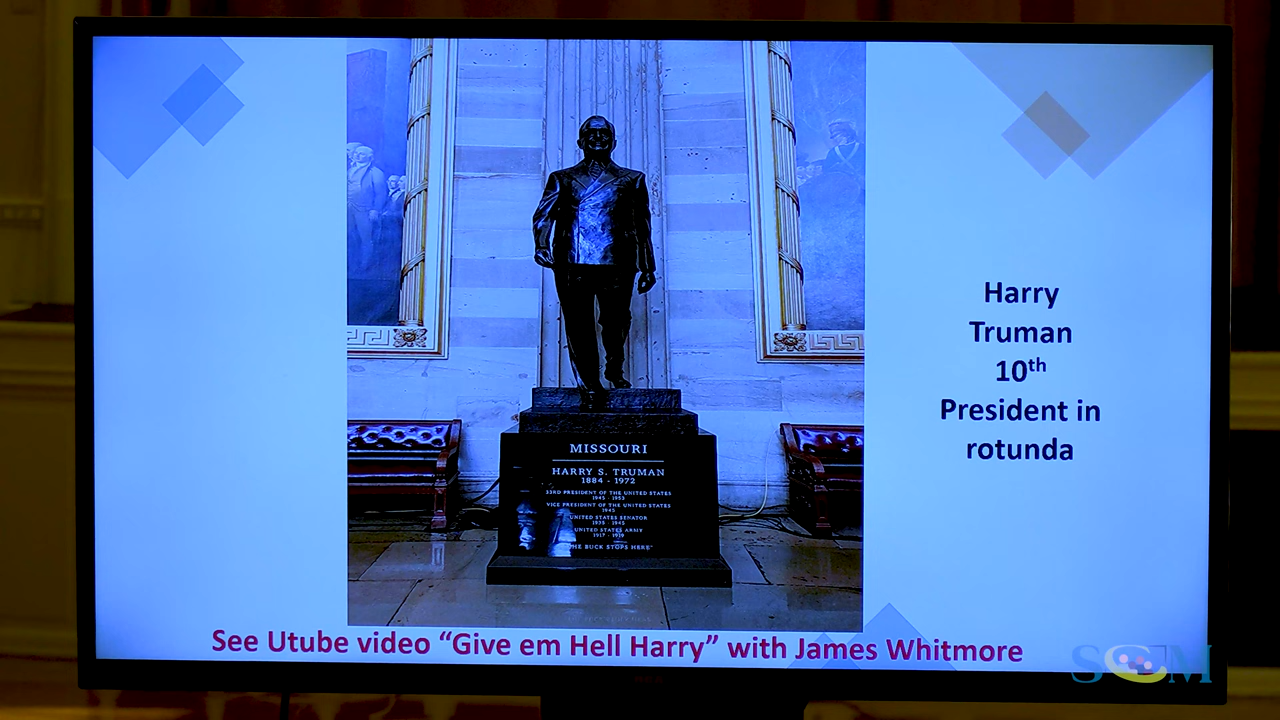 Harry
Truman
10th
President in
rotunda
MISSOURI
HARRY S. TRUMAN
1884 - 1972
33RD PRESIDENT OF THE UNITED STATES
1945 - 1953
VICE PRESIDENT OF THE UNITED STATES
1945
UNITED STATES SENATOR
1935 - 1945
UNITED STATES ARMY
1917 - 1919
"THE BUCK STOPS HERE"
See Utube video “Give em Hell Harry” with James Whitmore
SCM